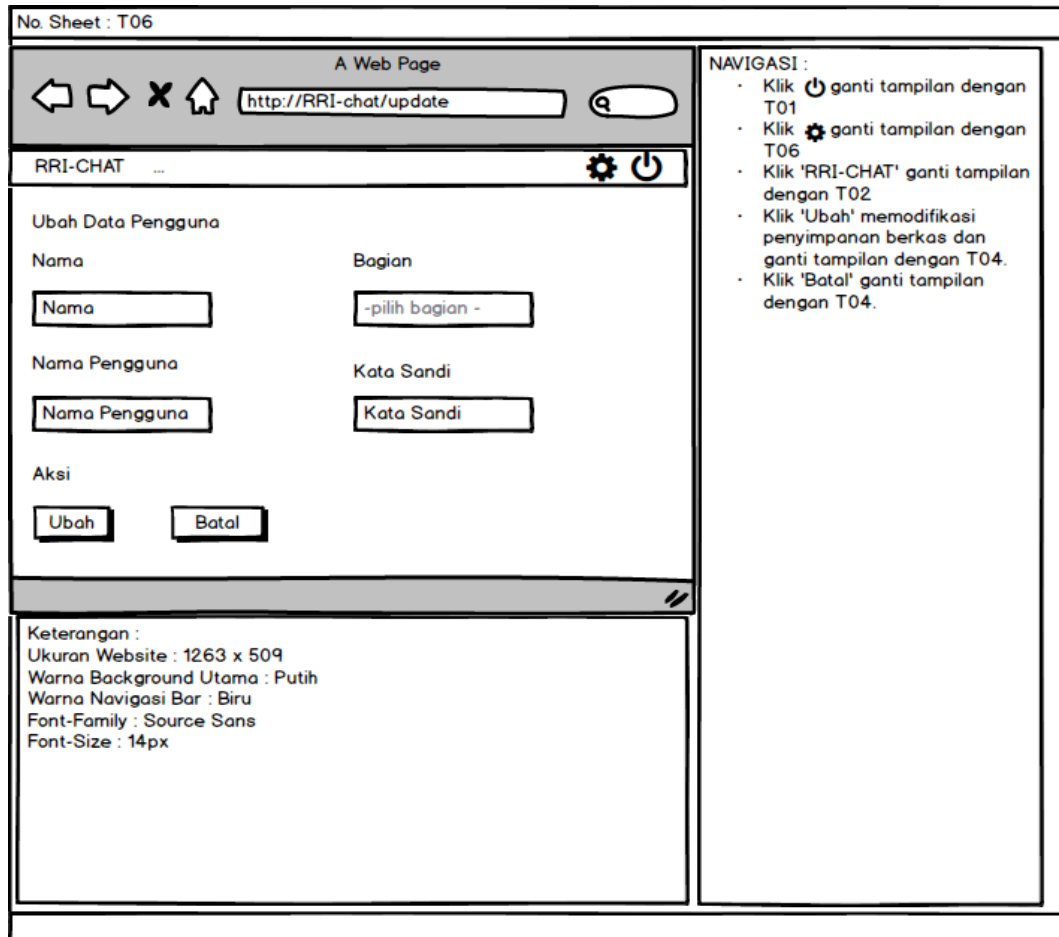 No. Sheet : T06
A Web Page
http://RRI-chat/update
RRI-CHAT ...
Ubah Data Pengguna
Nama Bagian
Nama -pilih bagian -
Nama Pengguna Kata Sandi
Nama Pengguna Kata Sandi
Aksi
Ubah Batal
Keterangan :
Ukuran Website : 1263 x 509
Warna Background Utama : Putih
Warna Navigasi Bar : Biru
Font-Family : Source Sans
Font-Size : 14px
NAVIGASI :
· Klik ganti tampilan dengan
T01
· Klik ganti tampilan dengan
T06
· Klik 'RRI-CHAT' ganti tampilan
dengan T02
· Klik 'Ubah' memodifikasi
penyimpanan berkas dan
ganti tampilan dengan T04.
· Klik 'Batal' ganti tampilan
dengan T04.